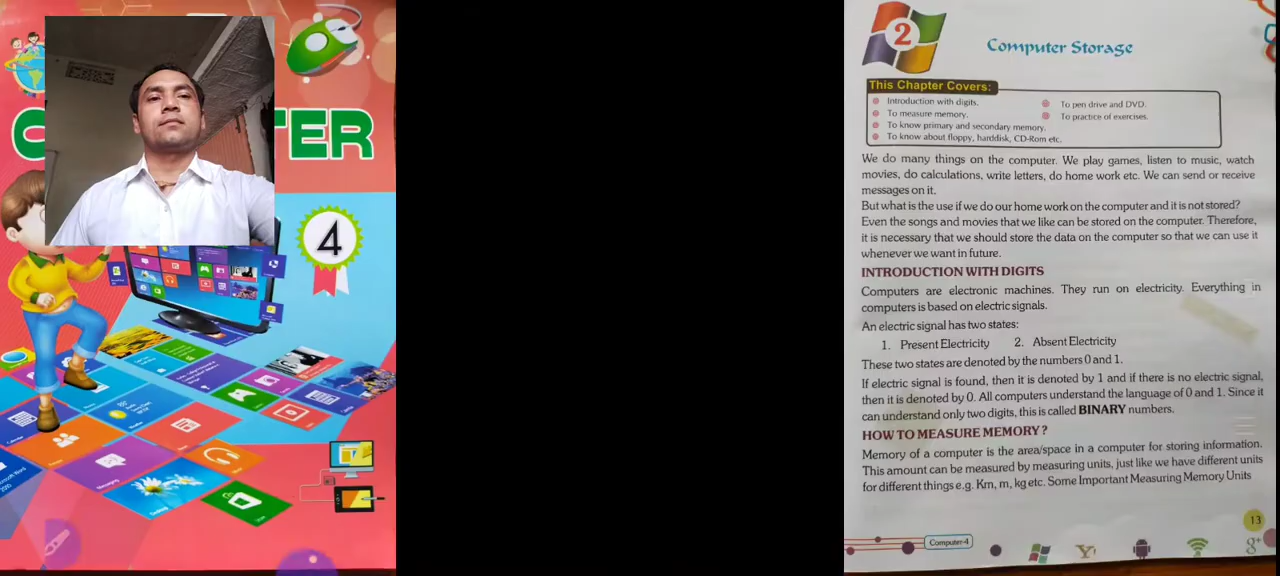 TER
4
2
Computer Storage
This Chapter Covers:
Introduction with digits.
To measure memory.
To know primary and secondary memory.
To know about floppy, harddisk, CD-Rom etc.
To pen drive and DVD.
To practice of exercises.
We do many things on the computer. We play games, listen to music, watch
movies, do calculations, write letters, do home work etc. We can send or receive
messages on it.
But what is the use if we do our home work on the computer and it is not stored?
Even the songs and movies that we like can be stored on the computer. Therefore,
it is necessary that we should store the data on the computer so that we can use it
whenever we want in future.
INTRODUCTION WITH DIGITS
Computers are electronic machines. They run on electricity. Everything in
computers is based on electric signals.
An electric signal has two states:
1. Present Electricity 2. Absent Electricity
These two states are denoted by the numbers 0 and 1.
If electric signal is found, then it is denoted by 1 and if there is no electric signal,
then it is denoted by 0. All computers understand the language of 0 and 1. Since it
can understand only two digits, this is called BINARY numbers.
HOW TO MEASURE MEMORY?
Memory of a computer is the area/space in a computer for storing information.
This amount can be measured by measuring units, just like we have different units
for different things e.g. Km, m, kg etc. Some Important Measuring Memory Units
13
Computer-4